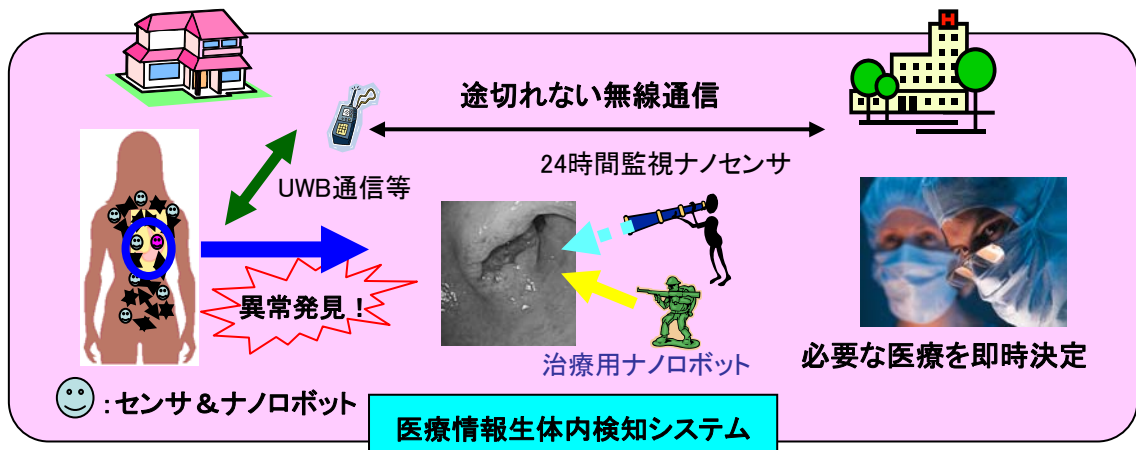 H
途切れない無線通信
24時間監視ナノセンサ
UWB通信等
異常発見！
治療用ナノロボット
必要な医療を即時決定
：センサ＆ナノロボット
医療情報生体内検知システム